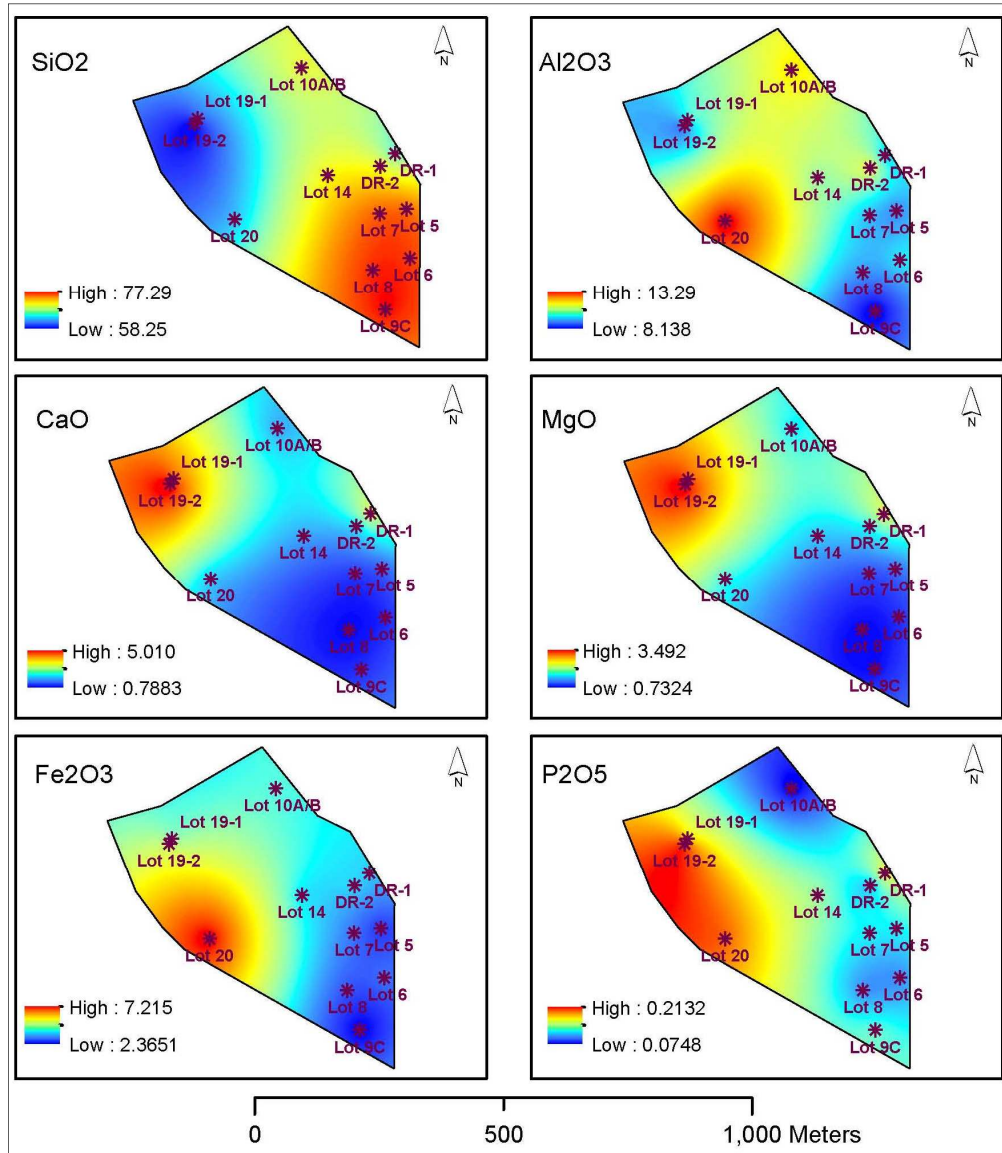 SiO2
N
Lot 10A/B
Lot 19-1
Lot 19-2
DR-1
Lot 14
DR-2
Lot 20
Lot 7
Lot 5
Lot 6
Lot 8
Lot 9C
High : 77.29
Low : 58.25
Al2O3
N
Lot 10A/B
Lot 19-1
Lot 19-2
DR-1
Lot 14
DR-2
Lot 20
Lot 7
Lot 5
Lot 6
Lot 8
Lot 9C
High : 13.29
Low : 8.138
CaO
N
Lot 10A/B
Lot 19-1
Lot 19-2
DR-1
Lot 14
DR-2
Lot 20
Lot 7
Lot 5
Lot 6
Lot 8
Lot 9C
High : 5.010
Low : 0.7883
MgO
N
Lot 10A/B
Lot 19-1
Lot 19-2
DR-1
Lot 14
DR-2
Lot 20
Lot 7
Lot 5
Lot 6
Lot 8
Lot 9C
High : 3.492
Low : 0.7324
Fe2O3
N
Lot 10A/B
Lot 19-1
Lot 19-2
DR-1
DR-2
Lot 14
Lot 20
Lot 7
Lot 5
Lot 6
Lot 8
Lot 9C
High : 7.215
Low : 2.3651
P2O5
N
Lot 10A/B
Lot 19-1
Lot 19-2
DR-1
DR-2
Lot 14
Lot 20
Lot 7
Lot 5
Lot 6
Lot 8
Lot 9C
High : 0.2132
Low : 0.0748
0 500 1,000 Meters